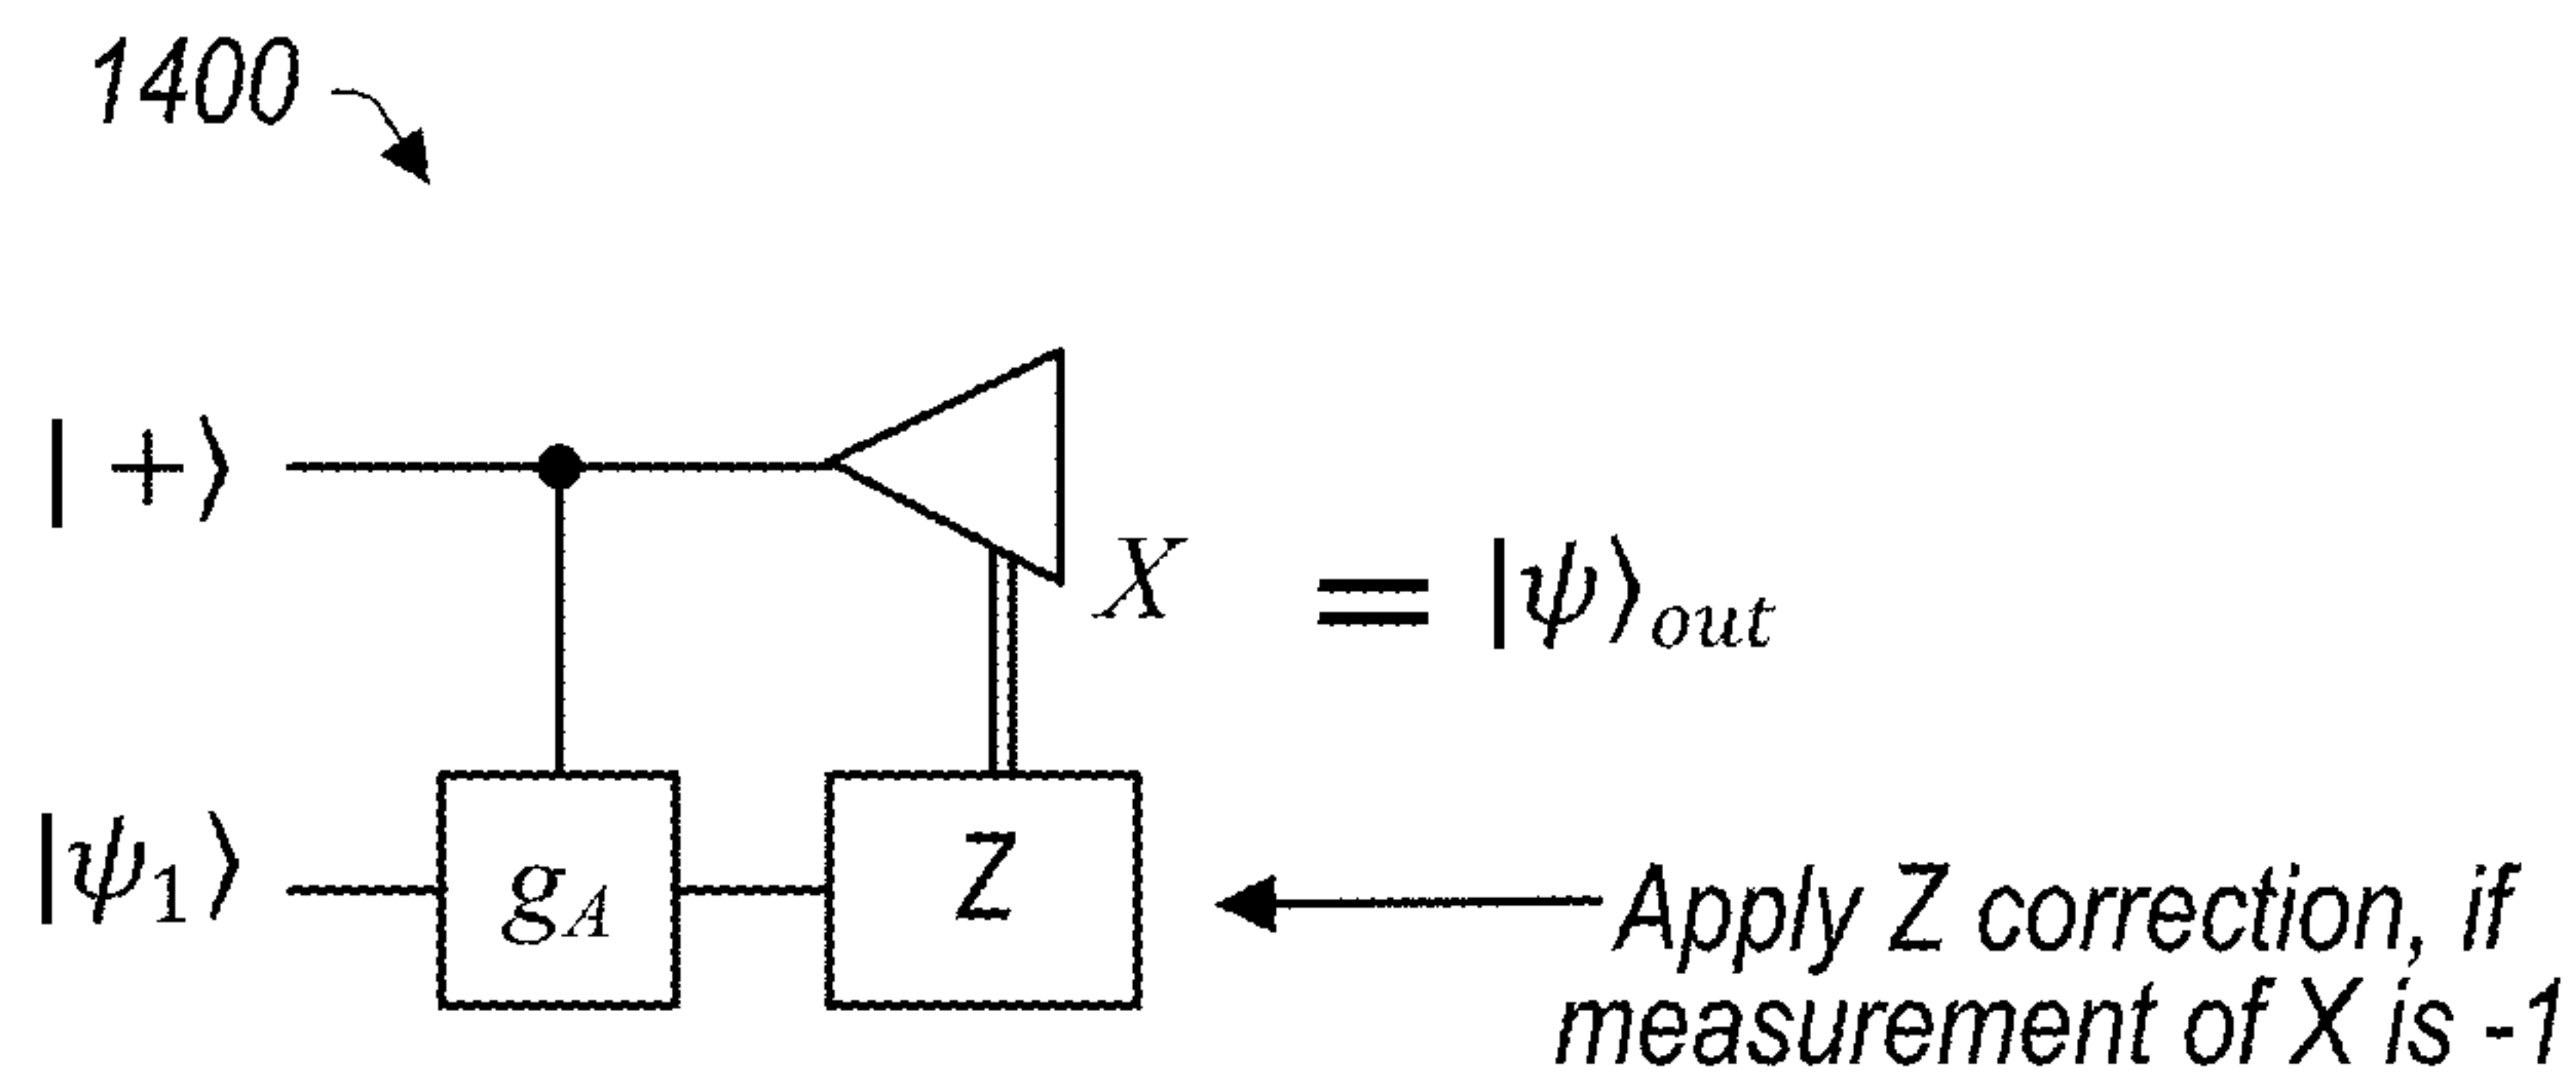 1400
|+⟩
X
= |ψ⟩out
|ψ1⟩
gA
Z
Apply Z correction, if
measurement of X is -1